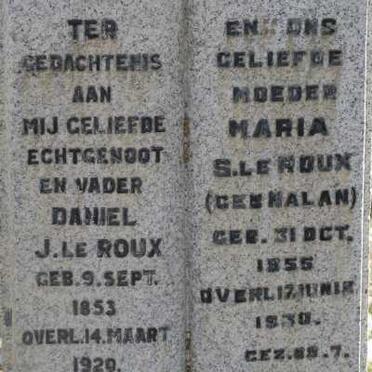 TER
GEDACHTENIS
AAN
MIJ GELIEFDE
ECHTGENOOT
EN VADER
DANIEL
J. LE ROUX
GEB. 9. SEPT.
1853
OVERL. 14. MAART
1920.
EN ONS
GELIEFDE
MOEDER
MARIA
S. LE ROUX
(GEB MALAN)
GEB. 31 OCT.
1855
OVERL. 17. JUNIE
1930.
GEZ.